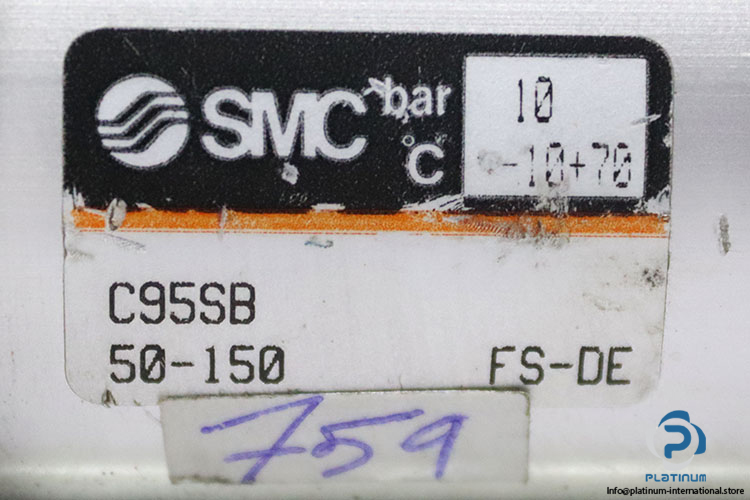 SMC bar 10
°C -10+70
C95SB
50-150 FS-DE
759
PLATINUM
Info@platinum-international.store